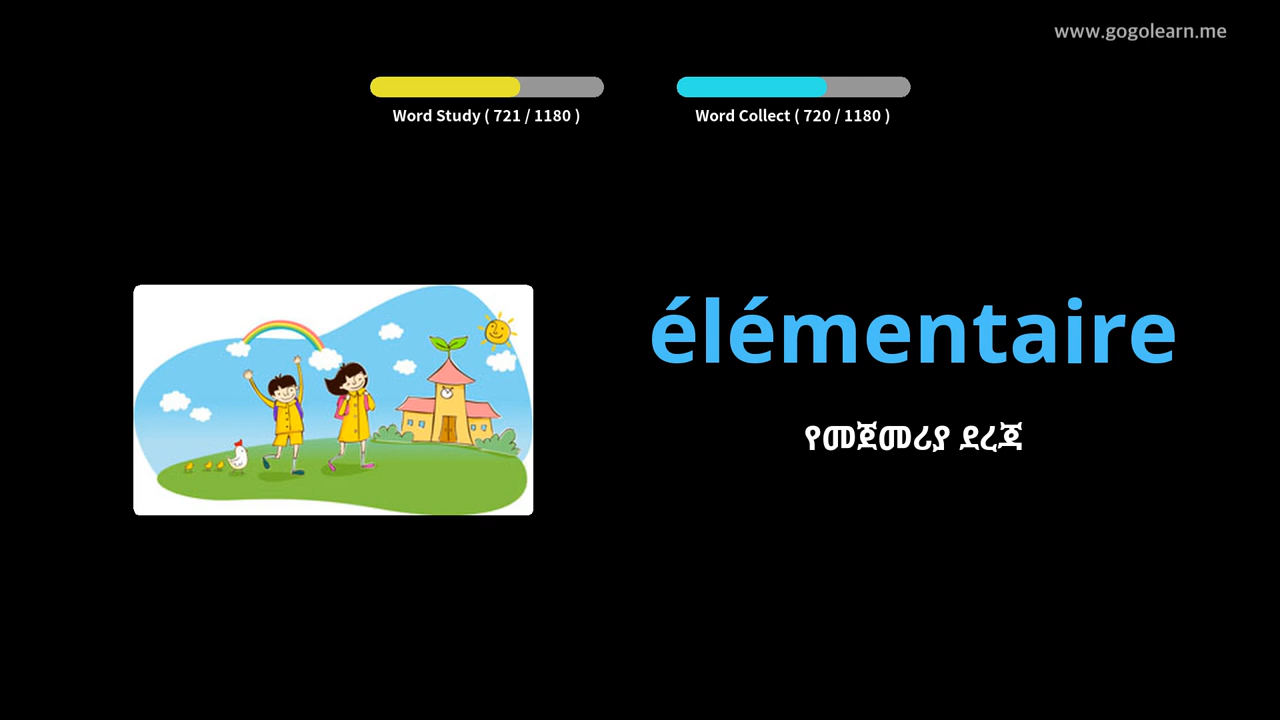 www.gogolearn.me
Word Study ( 721 / 1180 )
Word Collect ( 720 / 1180 )
élémentaire
የመጀመሪያ ደረጃ